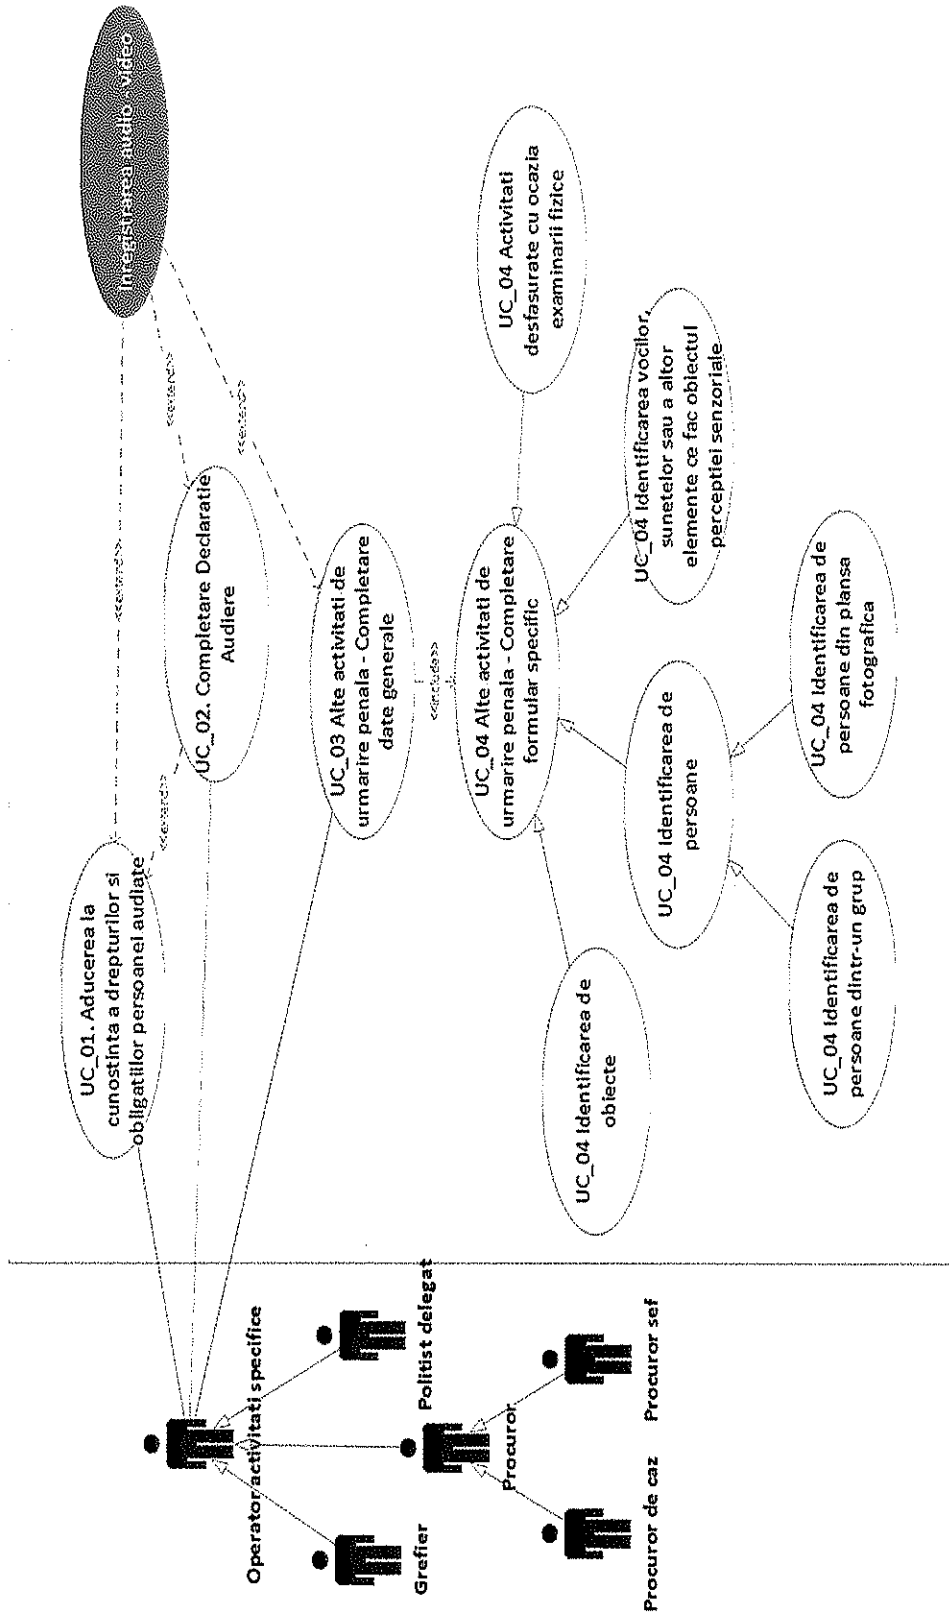 Inregistrarea audio - video
<<extend>>
<<extend>>
<<extend>>
<<extend>>
UC_01. Aducerea la
cunostinta a drepturilor si
obligatiilor persoanei audiate
UC_02. Completare Declaratie
Audiere
UC_03 Alte activitati de
urmarire penala - Completare
date generale
<<include>>
UC_04 Alte activitati de
urmarire penala - Completare
formular specific
UC_04 Activitati
desfasurate cu ocazia
examinarii fizice
UC_04 Identificarea de
obiecte
UC_04 Identificarea de
persoane
UC_04 Identificarea vocilor,
sunetelor sau a altor
elemente ce fac obiectul
perceptiei senzoriale
UC_04 Identificarea de
persoane dintr-un grup
UC_04 Identificarea de
persoane din plansa
fotografica
Operator activitati specifice
Grefier
Politist delegat
Procuror
Procuror de caz
Procuror sef